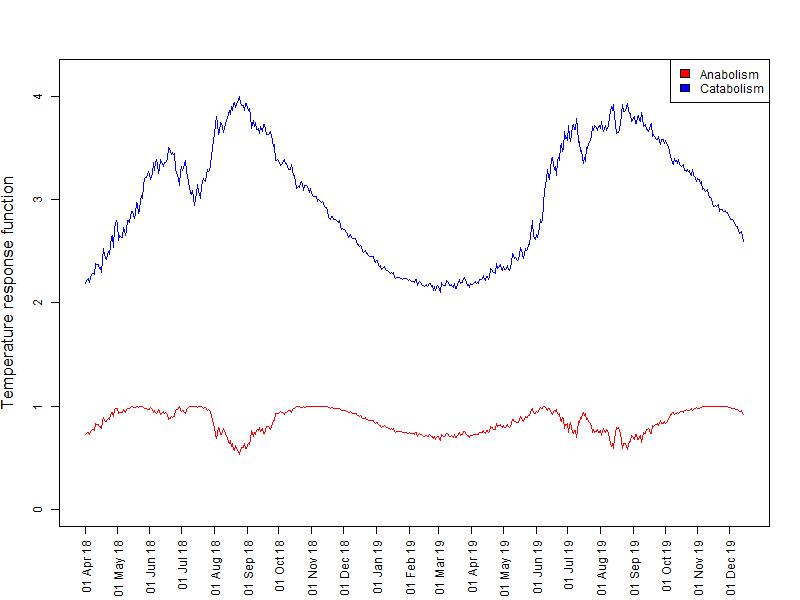 Anabolism
Catabolism
Temperature response function
4
3
2
1
0
01 Apr 18
01 May 18
01 Jun 18
01 Jul 18
01 Aug 18
01 Sep 18
01 Oct 18
01 Nov 18
01 Dec 18
01 Jan 19
01 Feb 19
01 Mar 19
01 Apr 19
01 May 19
01 Jun 19
01 Jul 19
01 Aug 19
01 Sep 19
01 Oct 19
01 Nov 19
01 Dec 19